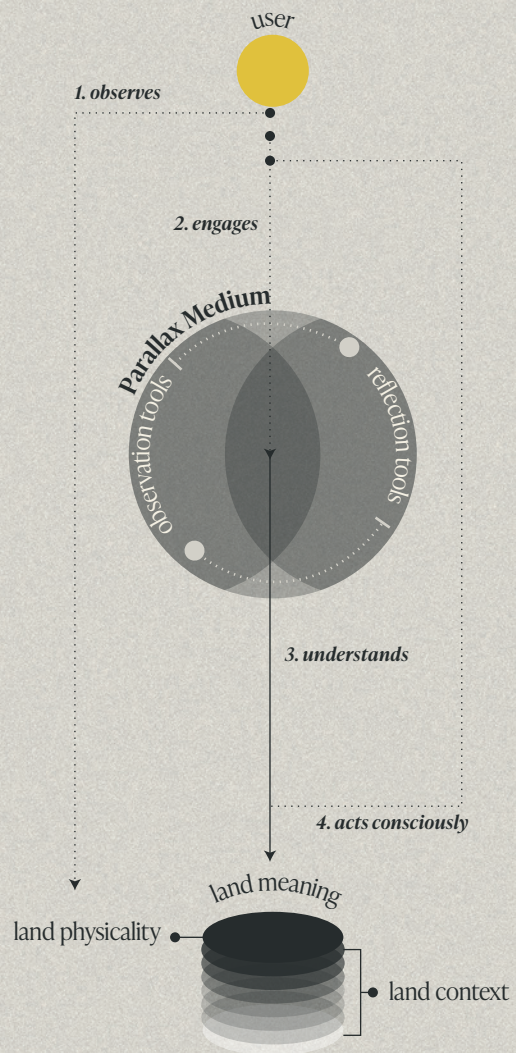 user
1. observes
2. engages
Parallax Medium
observation tools
reflection tools
3. understands
4. acts consciously
land meaning
land physicality
land context